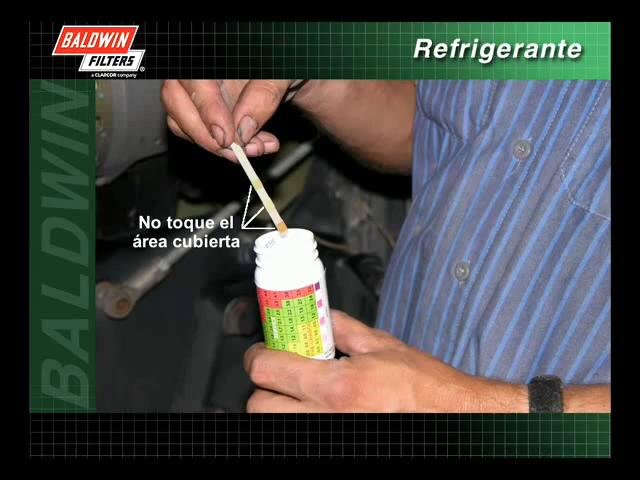 BALDWIN
FILTERS
a CLARCOR company
Refrigerante
BALDWIN
No toque el
área cubierta